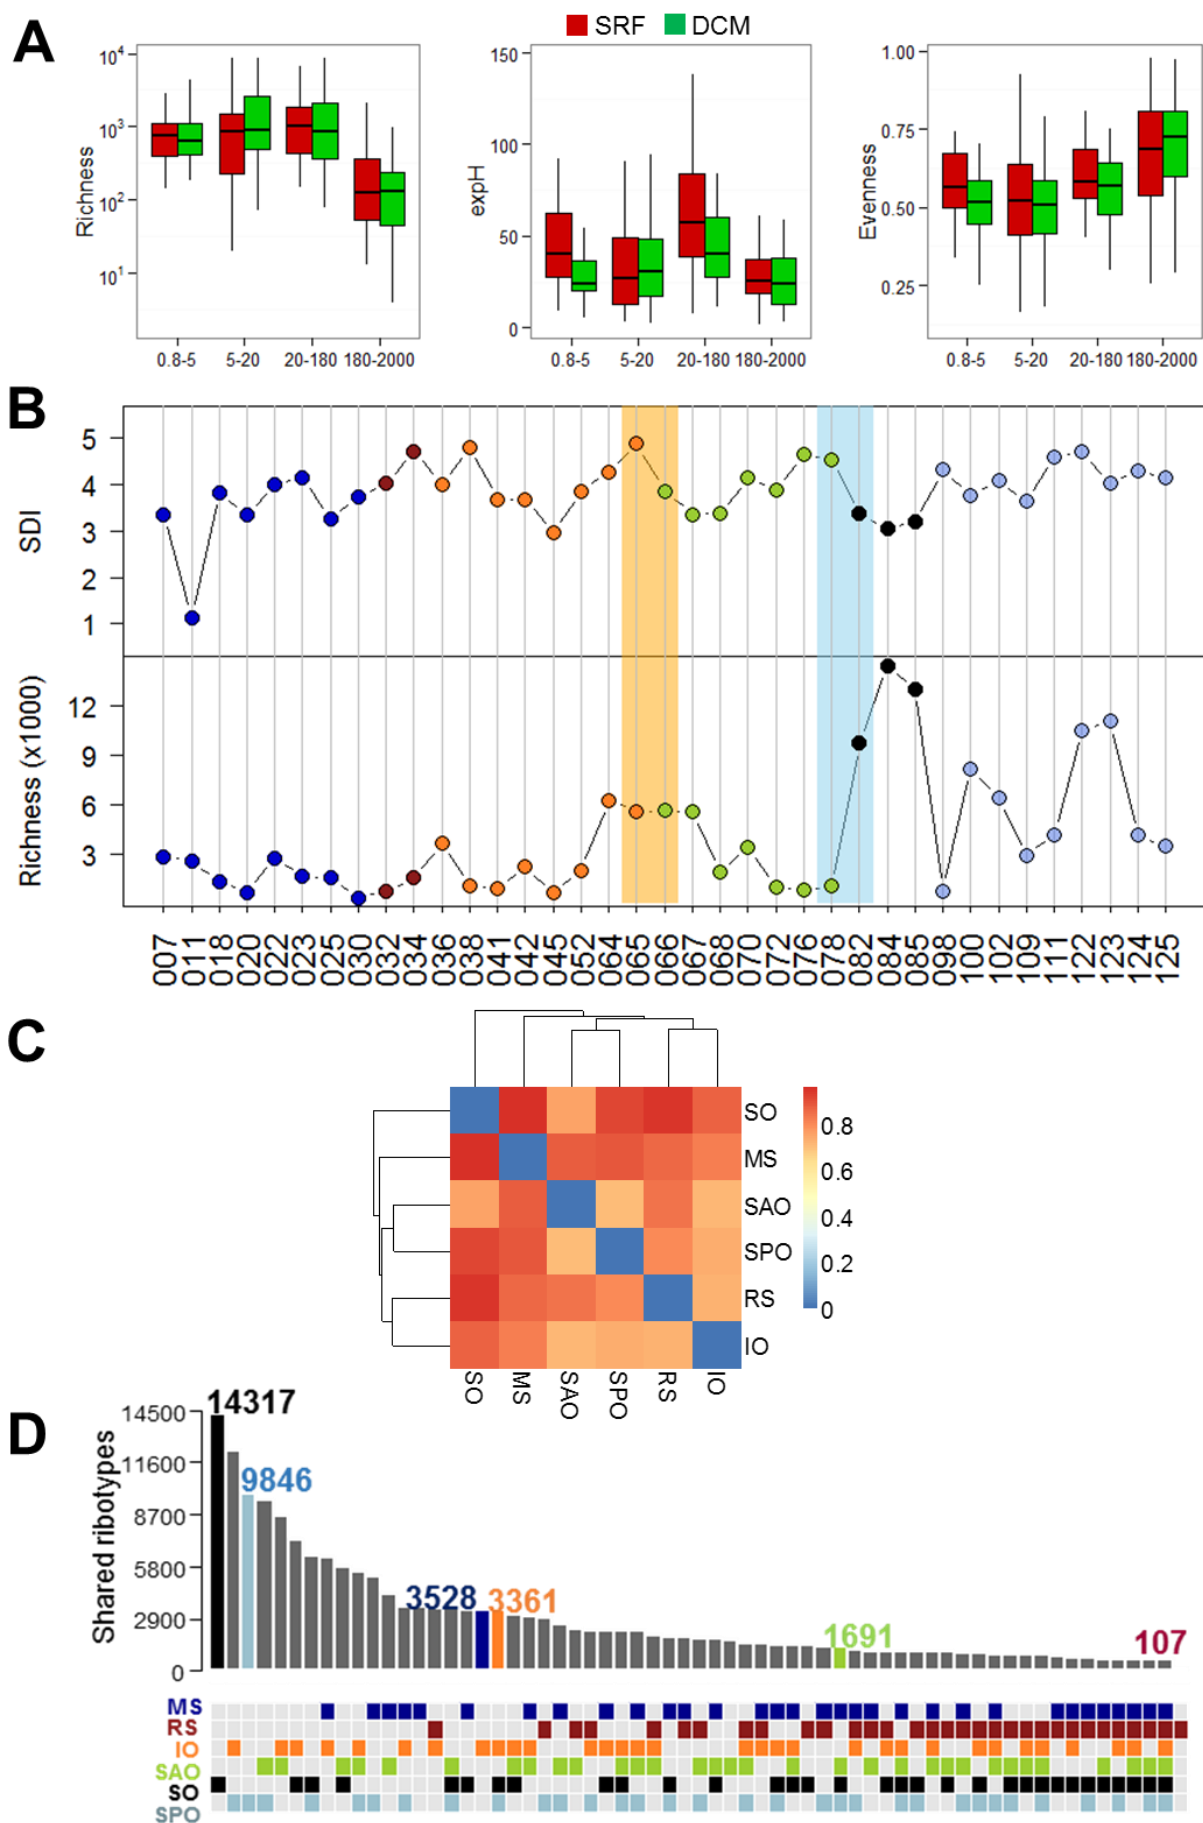 A
SRF DCM
Richness
10⁴
10³
10²
10¹
0.8-5 5-20 20-180 180-2000
expH
150
100
50
0
0.8-5 5-20 20-180 180-2000
Evenness
1.00
0.75
0.50
0.25
0.8-5 5-20 20-180 180-2000
B
SDI
5
4
3
2
1
Richness (x1000)
12
9
6
3
007 011 018 020 022 023 025 030 032 034 036 038 041 042 045 052 064 065 066 067 068 070 072 076 078 082 084 085 098 100 102 109 111 122 123 124 125
C
SO
MS
SAO
SPO
RS
IO
SO MS SAO SPO RS IO
0.8
0.6
0.4
0.2
0
D
Shared ribotypes
14500
11600
8700
5800
2900
0
14317
9846
3528
3361
1691
107
MS
RS
IO
SAO
SO
SPO